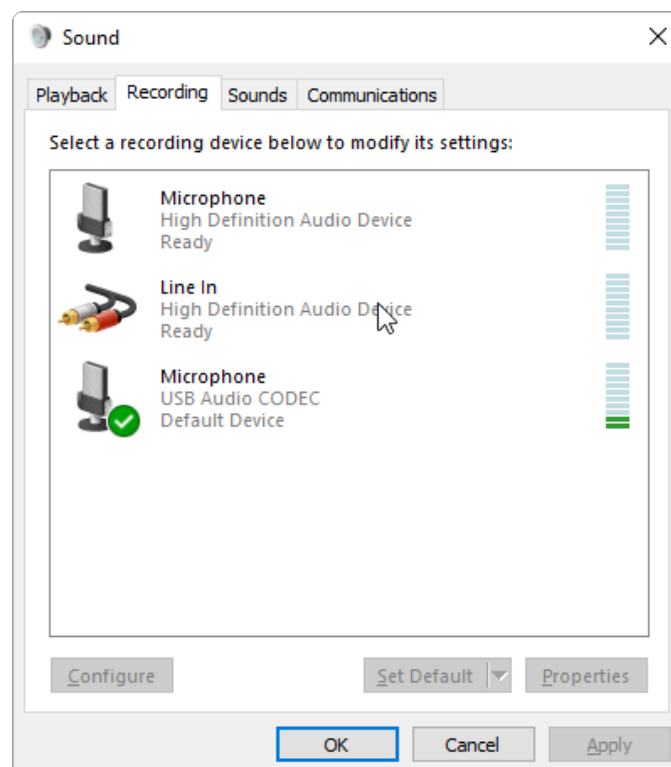 Sound
Playback Recording Sounds Communications
Select a recording device below to modify its settings:
Microphone
High Definition Audio Device
Ready
Line In
High Definition Audio Device
Ready
Microphone
USB Audio CODEC
Default Device
Configure Set Default Properties
OK Cancel Apply